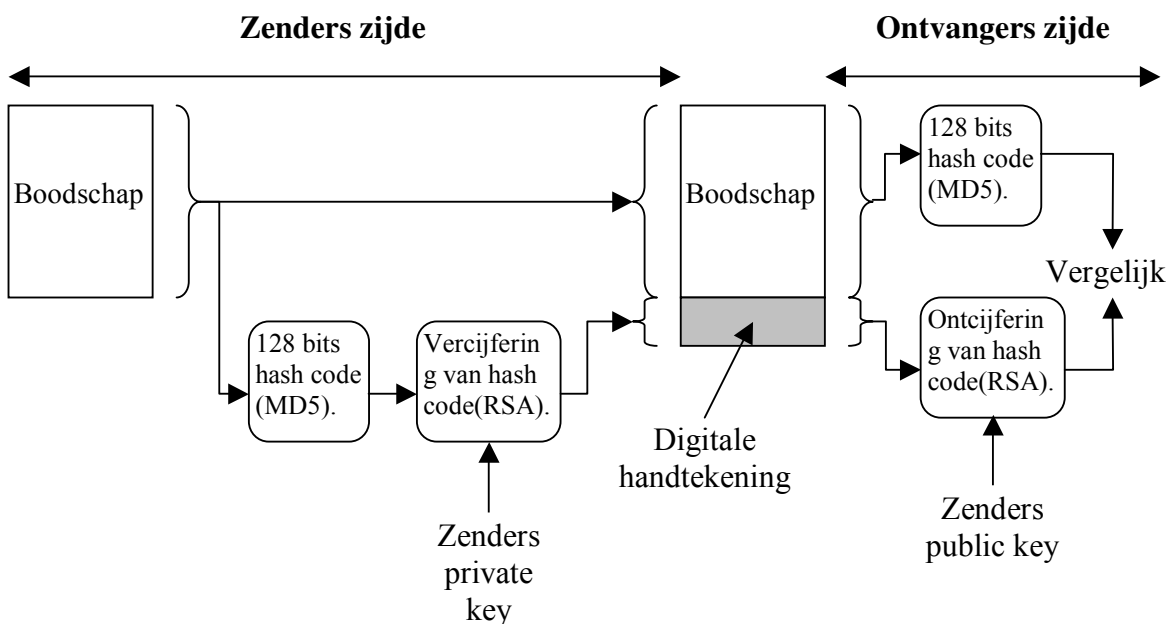 Zenders zijde
Ontvangers zijde
Boodschap
Boodschap
128 bits
hash code
(MD5).
Vergelijk
128 bits
hash code
(MD5).
Vercijferin
g van hash
code(RSA).
Ontcijferin
g van hash
code(RSA).
Digitale
handtekening
Zenders
private
key
Zenders
public key